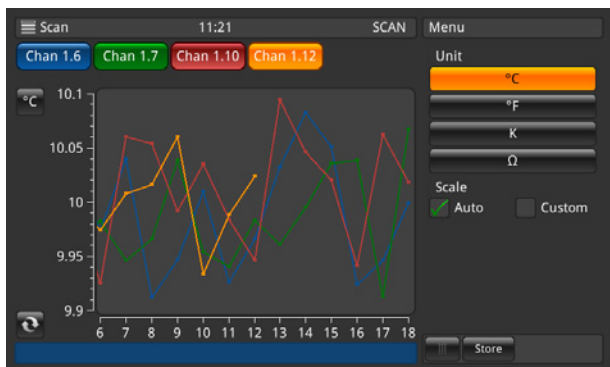 Scan 11:21 SCAN Menu
Chan 1.6 Chan 1.7 Chan 1.10 Chan 1.12
Unit
°C
°F
K
Ω
Scale
Auto Custom
°C
10.1
10.05
10
9.95
9.9
6 7 8 9 10 11 12 13 14 15 16 17 18
Store